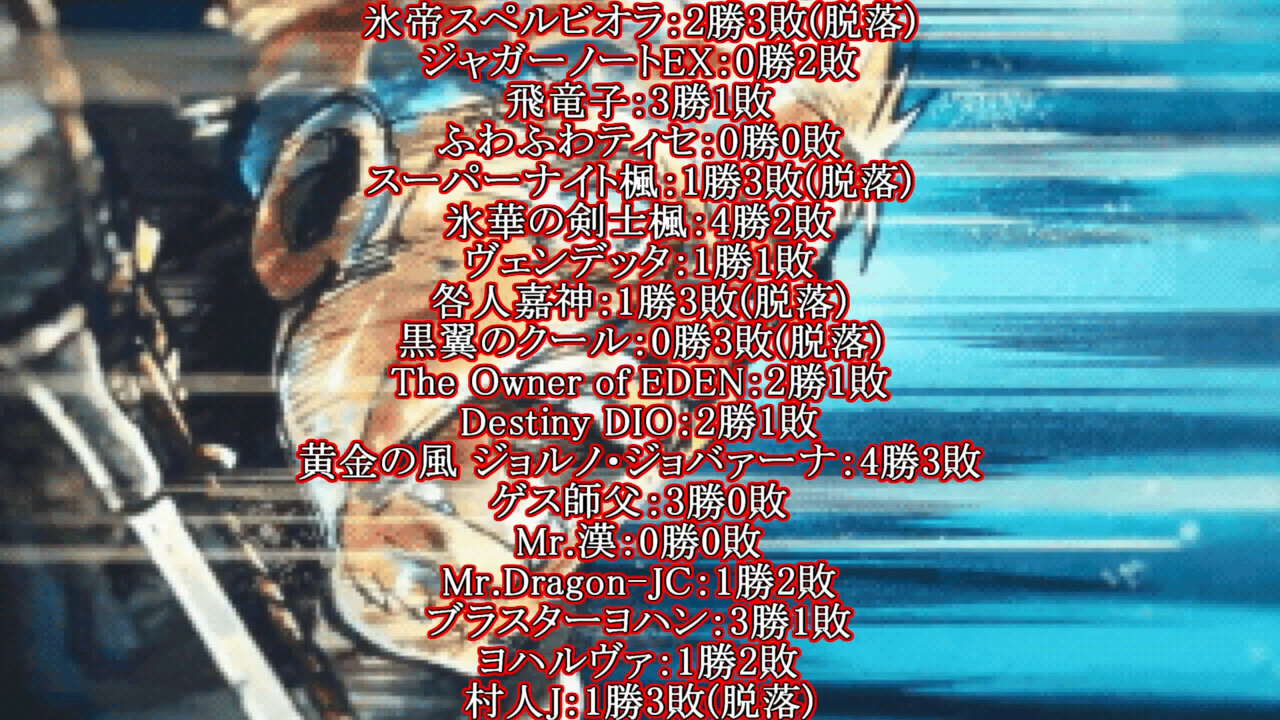 氷帝スペルビオラ:2勝3敗(脱落)
ジャガーノートEX:0勝2敗
飛竜子:3勝1敗
ふわふわティセ:0勝0敗
スーパーナイト楓:1勝3敗(脱落)
氷華の剣士楓:4勝2敗
ヴェンデッタ:1勝1敗
咎人嘉神:1勝3敗(脱落)
黒翼のクール:0勝3敗(脱落)
The Owner of EDEN:2勝1敗
Destiny DIO:2勝1敗
黄金の風 ジョルノ・ジョバァーナ:4勝3敗
ゲス師父:3勝0敗
Mr.漢:0勝0敗
Mr.Dragon-JC:1勝2敗
ブラスターヨハン:3勝1敗
ヨハルヴァ:1勝2敗
村人J:1勝3敗(脱落)